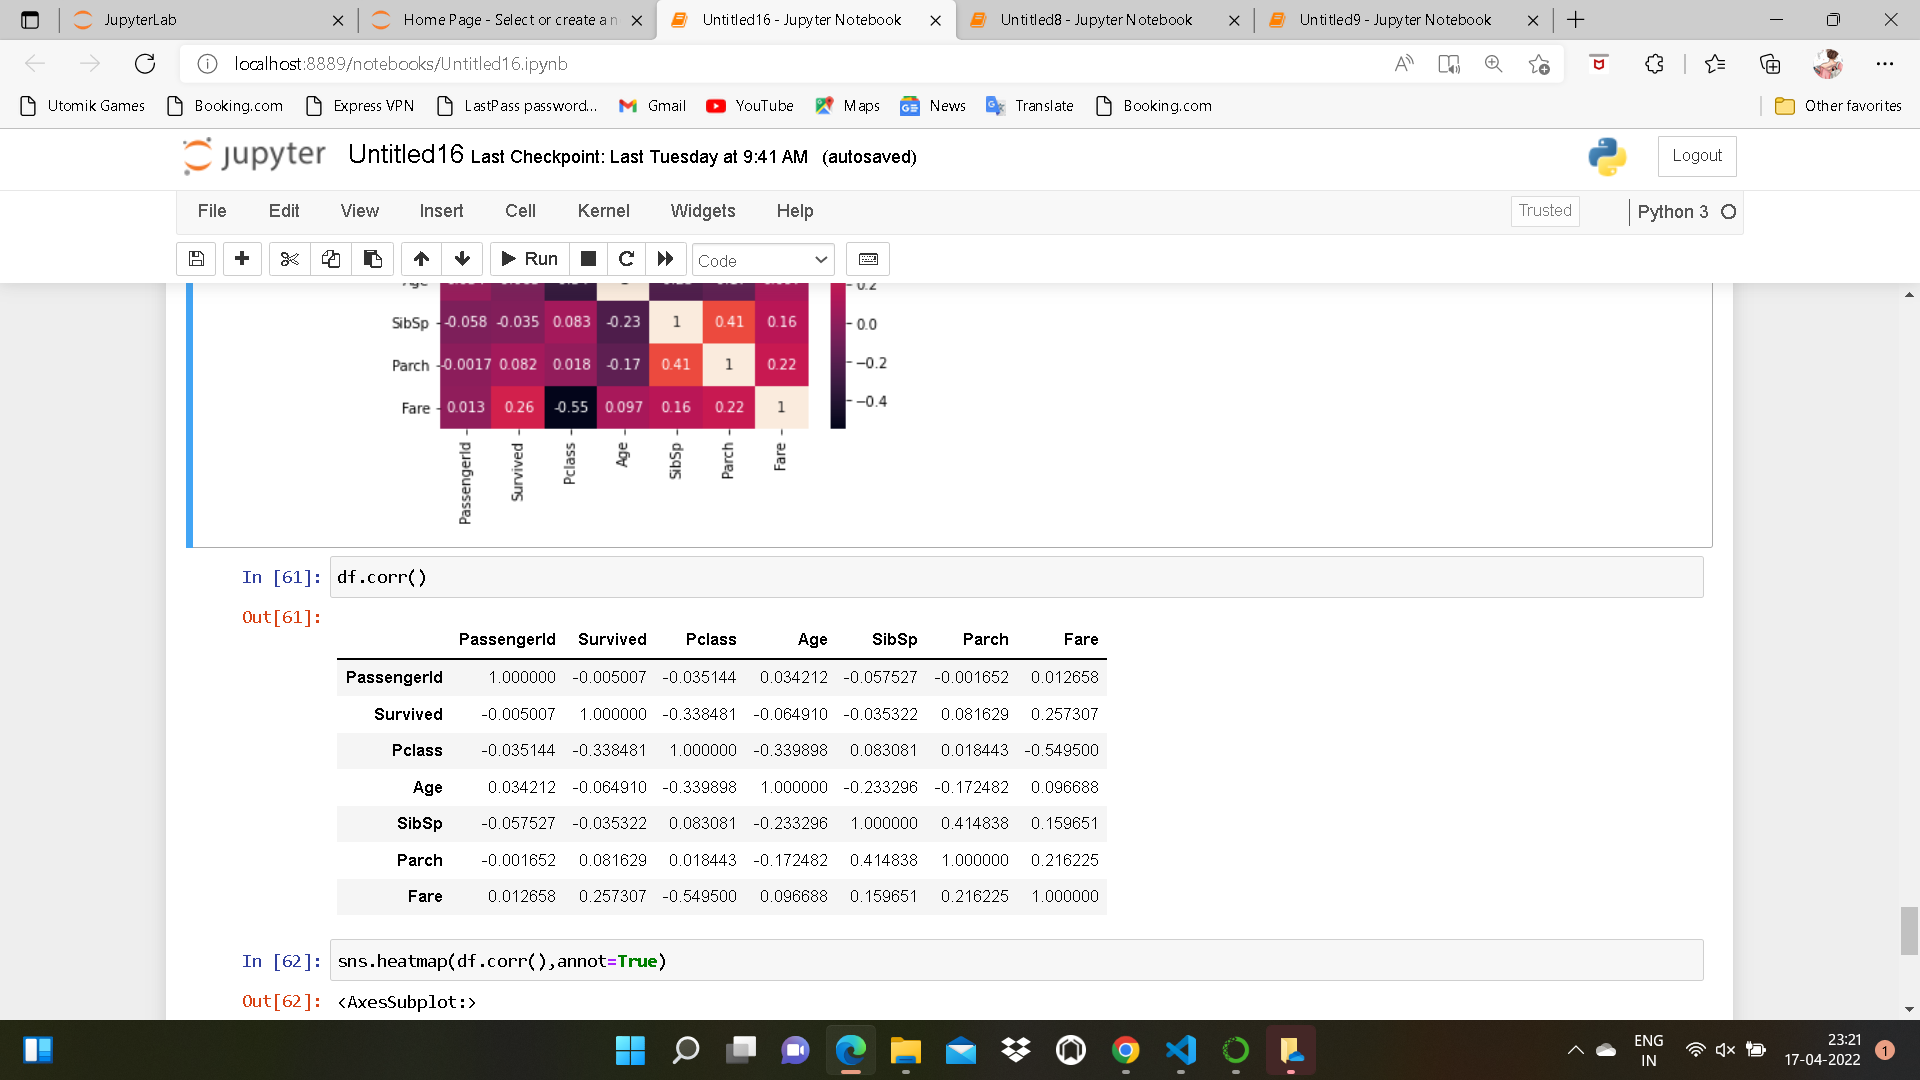 JupyterLab
Home Page - Select or create a n
Untitled16 - Jupyter Notebook
Untitled8 - Jupyter Notebook
Untitled9 - Jupyter Notebook
localhost:8889/notebooks/Untitled16.ipynb
Utomik Games
Booking.com
Express VPN
LastPass password...
Gmail
YouTube
Maps
News
Translate
Booking.com
Other favorites
jupyter Untitled16 Last Checkpoint: Last Tuesday at 9:41 AM (autosaved)
Logout
File Edit View Insert Cell Kernel Widgets Help
Trusted
Python 3
Run
Code
SibSp -0.058 -0.035 0.083 -0.23 1 0.41 0.16
0.0
Parch -0.0017 0.082 0.018 -0.17 0.41 1 0.22
-0.2
Fare 0.013 0.26 -0.55 0.097 0.16 0.22 1
-0.4
PassengerId Survived Pclass Age SibSp Parch Fare
In [61]: df.corr()
Out[61]:
PassengerId Survived Pclass Age SibSp Parch Fare
PassengerId 1.000000 -0.005007 -0.035144 0.034212 -0.057527 -0.001652 0.012658
Survived -0.005007 1.000000 -0.338481 -0.064910 -0.035322 0.081629 0.257307
Pclass -0.035144 -0.338481 1.000000 -0.339898 0.083081 0.018443 -0.549500
Age 0.034212 -0.064910 -0.339898 1.000000 -0.233296 -0.172482 0.096688
SibSp -0.057527 -0.035322 0.083081 -0.233296 1.000000 0.414838 0.159651
Parch -0.001652 0.081629 0.018443 -0.172482 0.414838 1.000000 0.216225
Fare 0.012658 0.257307 -0.549500 0.096688 0.159651 0.216225 1.000000
In [62]: sns.heatmap(df.corr(),annot=True)
Out[62]: <AxesSubplot:>
ENG
IN
23:21
17-04-2022
1